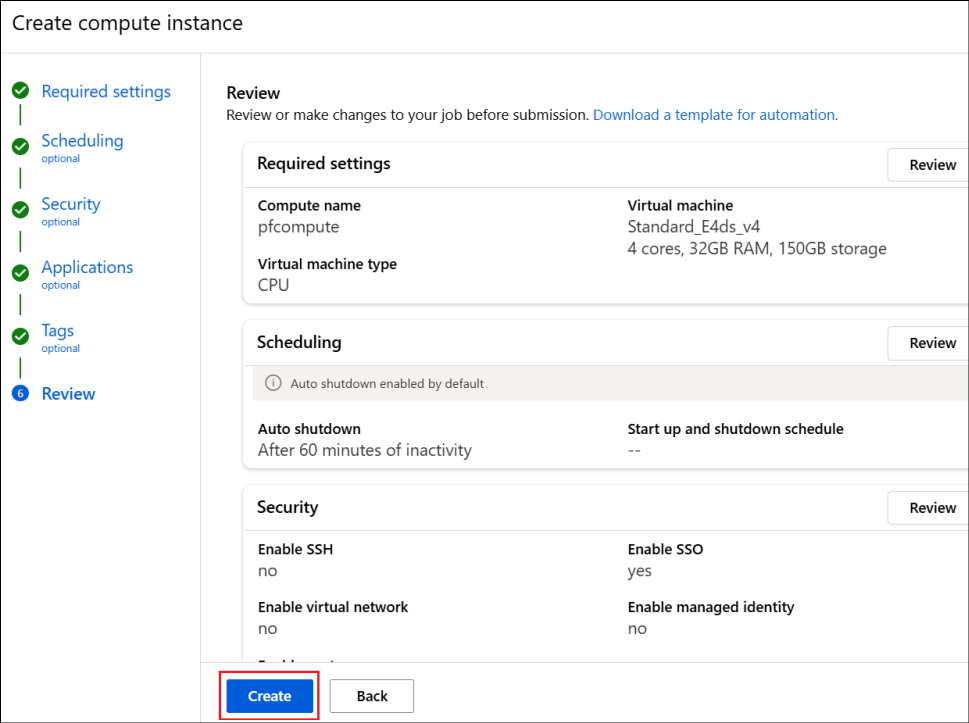 Create compute instance
Required settings
Scheduling
optional
Security
optional
Applications
optional
Tags
optional
6 Review
Review
Review or make changes to your job before submission. Download a template for automation.
Required settings Review
Compute name
pfcompute
Virtual machine type
CPU
Virtual machine
Standard_E4ds_v4
4 cores, 32GB RAM, 150GB storage
Scheduling Review
Auto shutdown enabled by default
Auto shutdown
After 60 minutes of inactivity
Start up and shutdown schedule
--
Security Review
Enable SSH
no
Enable SSO
yes
Enable virtual network
no
Enable managed identity
no
Create Back